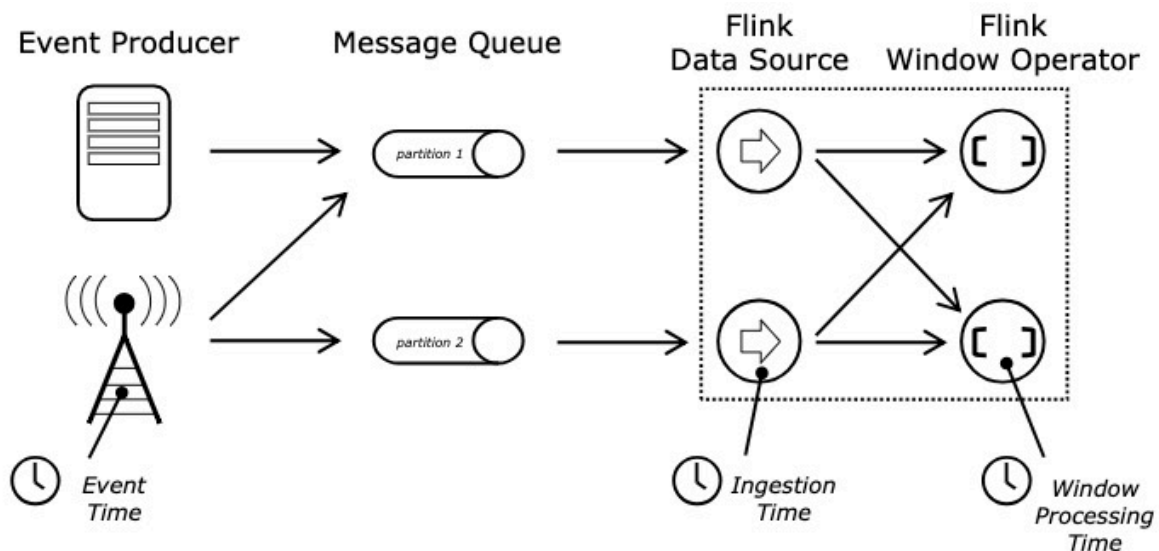 Event Producer
Message Queue
Flink
Data Source
Flink
Window Operator
partition 1
partition 2
Event
Time
Ingestion
Time
Window
Processing
Time